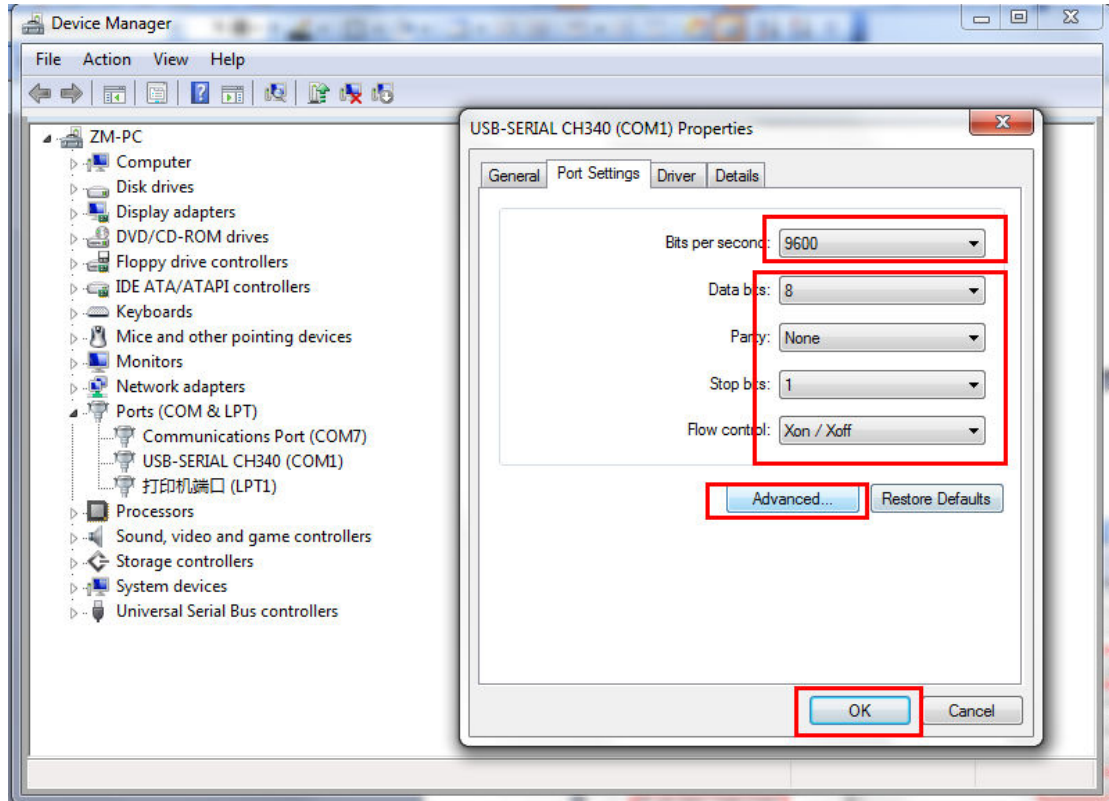 Device Manager
File Action View Help
ZM-PC
Computer
Disk drives
Display adapters
DVD/CD-ROM drives
Floppy drive controllers
IDE ATA/ATAPI controllers
Keyboards
Mice and other pointing devices
Monitors
Network adapters
Ports (COM & LPT)
Communications Port (COM7)
USB-SERIAL CH340 (COM1)
打印机端口 (LPT1)
Processors
Sound, video and game controllers
Storage controllers
System devices
Universal Serial Bus controllers
USB-SERIAL CH340 (COM1) Properties
General Port Settings Driver Details
Bits per second: 9600
Data bits: 8
Parity: None
Stop bits: 1
Flow control: Xon / Xoff
Advanced... Restore Defaults
OK Cancel